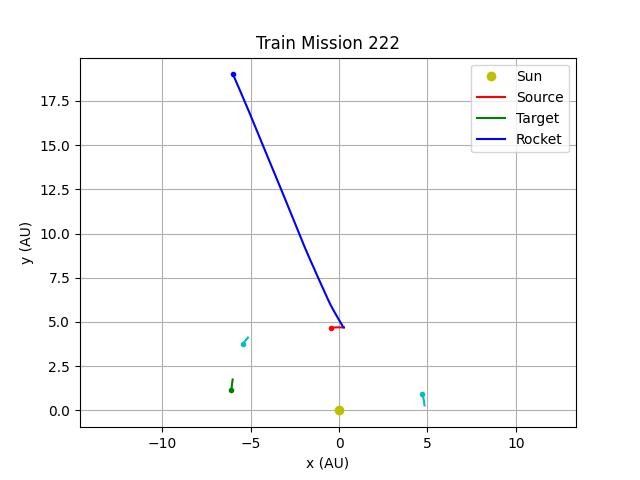 Train Mission 222
Sun
Source
Target
Rocket
17.5
15.0
12.5
10.0
7.5
5.0
2.5
0.0
y (AU)
−10
−5
0
5
10
x (AU)